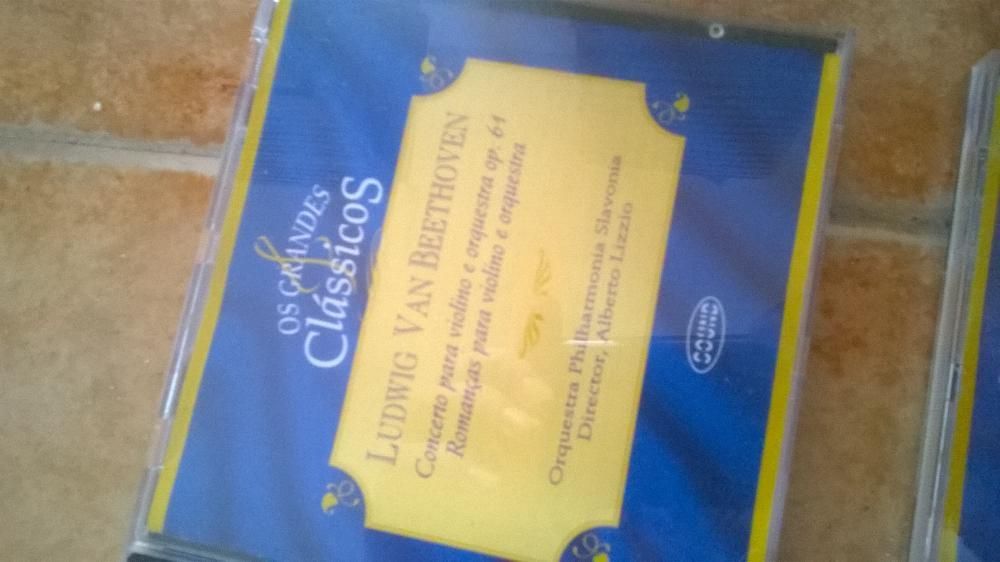 OS GRANDES
Clássicos
LUDWIG VAN BEETHOVEN
Concerto para violino e orquestra op. 61
Romanças para violino e orquestra
Orquestra Philharmonia Slavonia
Director, Alberto Lizzio